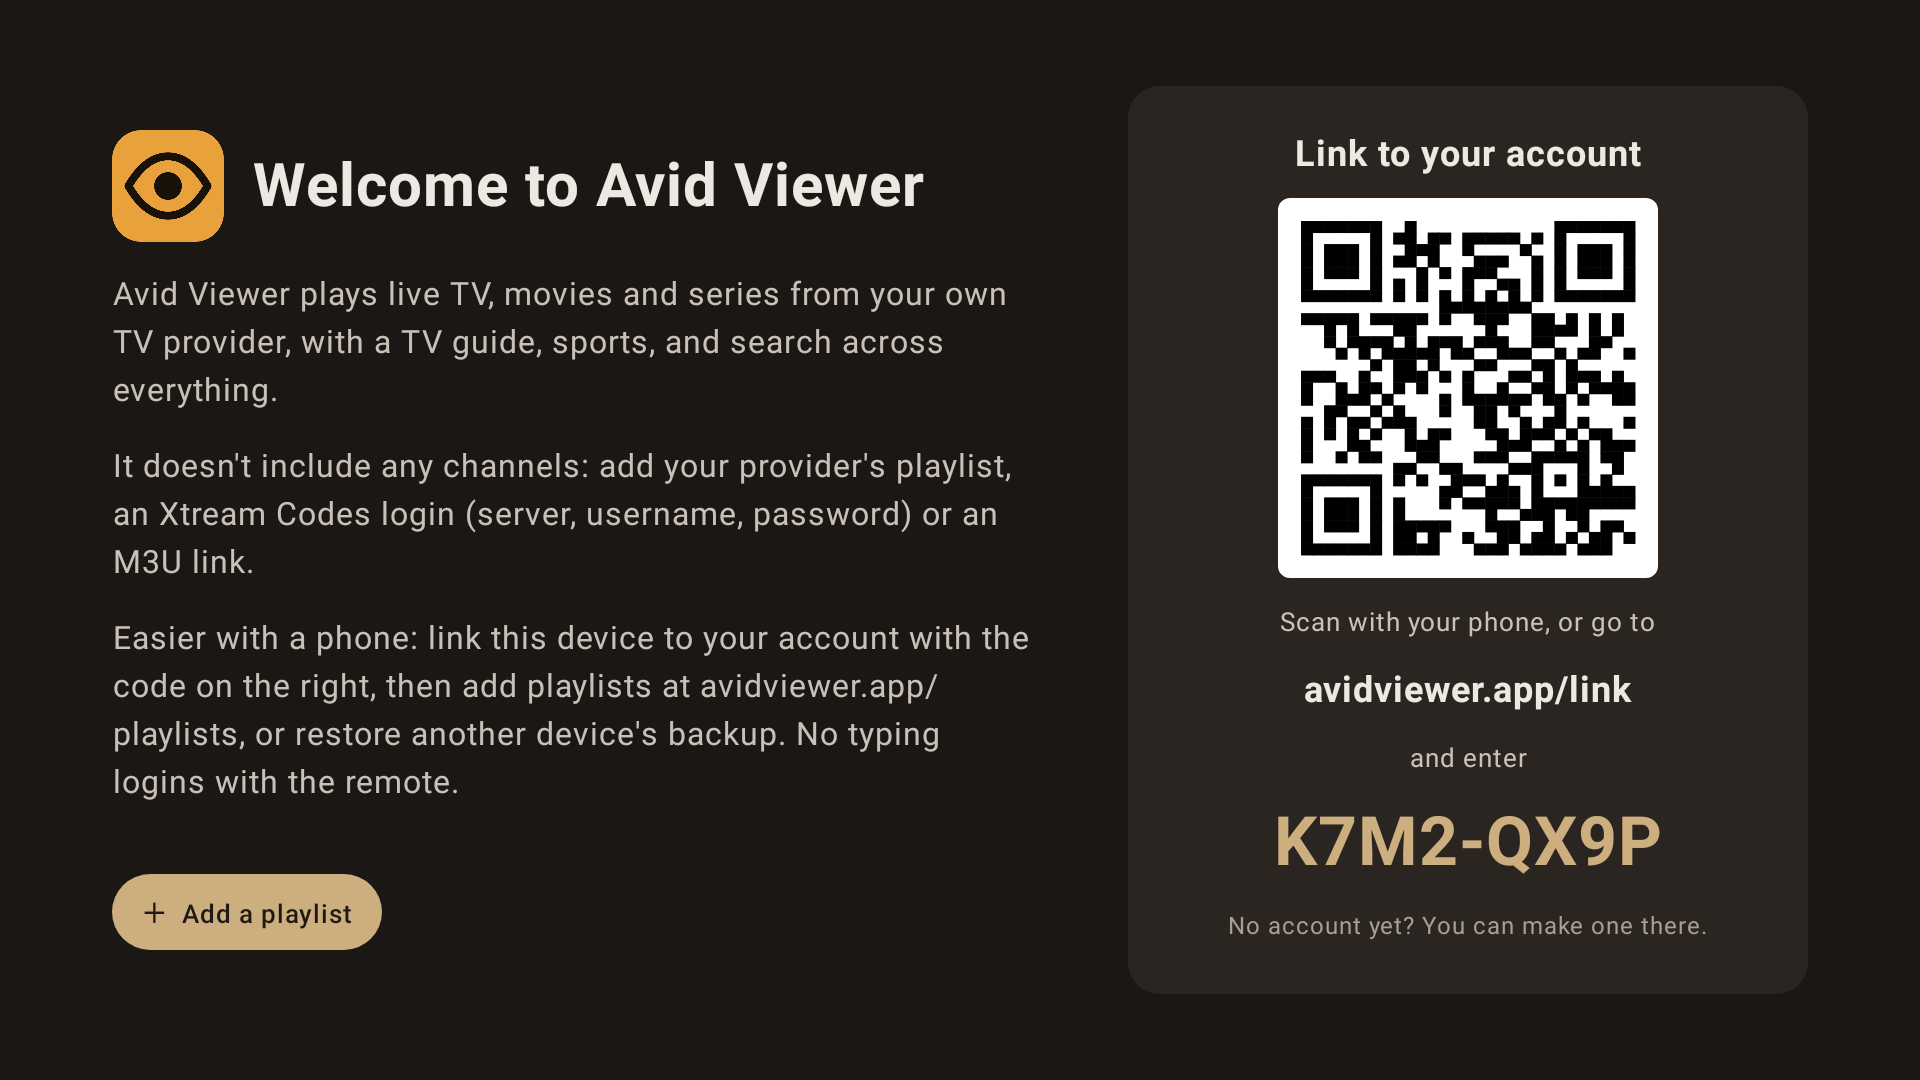 Welcome to Avid Viewer
Avid Viewer plays live TV, movies and series from your own
TV provider, with a TV guide, sports, and search across
everything.
It doesn't include any channels: add your provider's playlist,
an Xtream Codes login (server, username, password) or an
M3U link.
Easier with a phone: link this device to your account with the
code on the right, then add playlists at avidviewer.app/
playlists, or restore another device's backup. No typing
logins with the remote.
+ Add a playlist
Link to your account
Scan with your phone, or go to
avidviewer.app/link
and enter
K7M2-QX9P
No account yet? You can make one there.